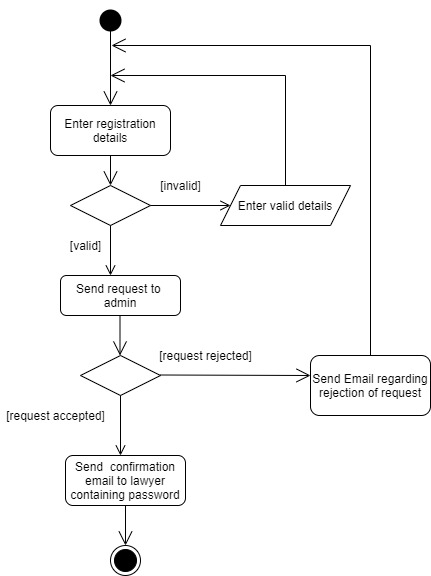 Enter registration
details
[invalid]
Enter valid details
[valid]
Send request to
admin
[request rejected]
Send Email regarding
rejection of request
[request accepted]
Send confirmation
email to lawyer
containing password